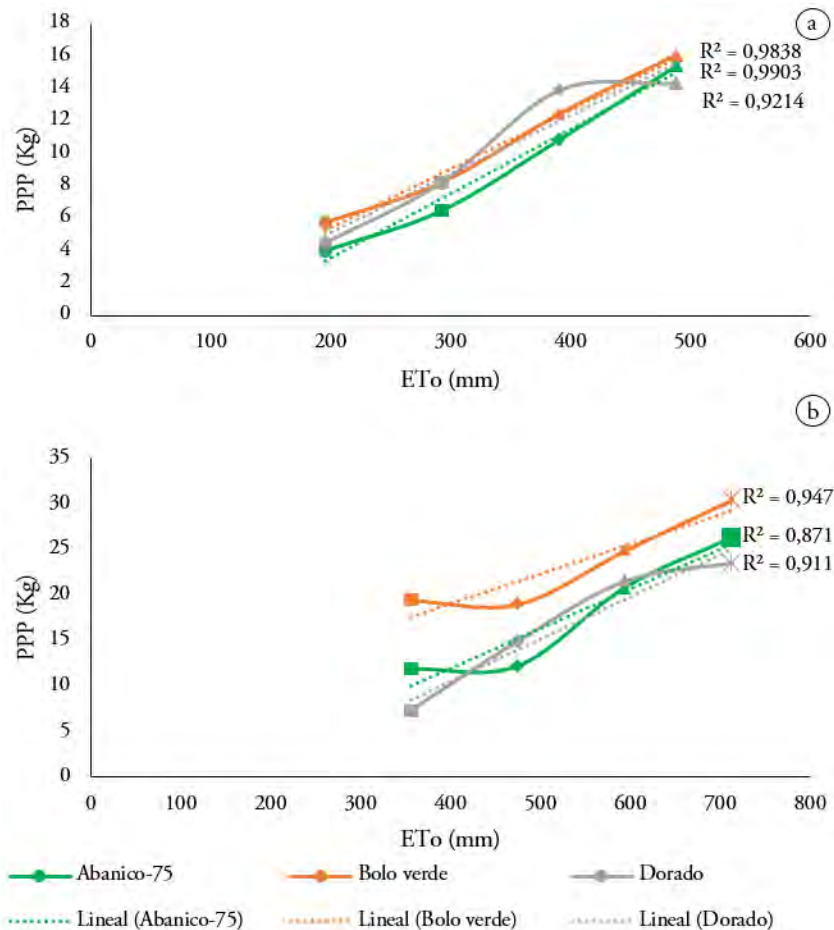 a
18
16
14
12
10
8
6
4
2
0
PPP (Kg)
R² = 0,9838
R² = 0,9903
R² = 0,9214
0 100 200 300 400 500 600
ETo (mm)
b
35
30
25
20
15
10
5
0
PPP (Kg)
R² = 0,947
R² = 0,871
R² = 0,911
0 100 200 300 400 500 600 700 800
ETo (mm)
Abanico-75 Bolo verde Dorado
Lineal (Abanico-75) Lineal (Bolo verde) Lineal (Dorado)